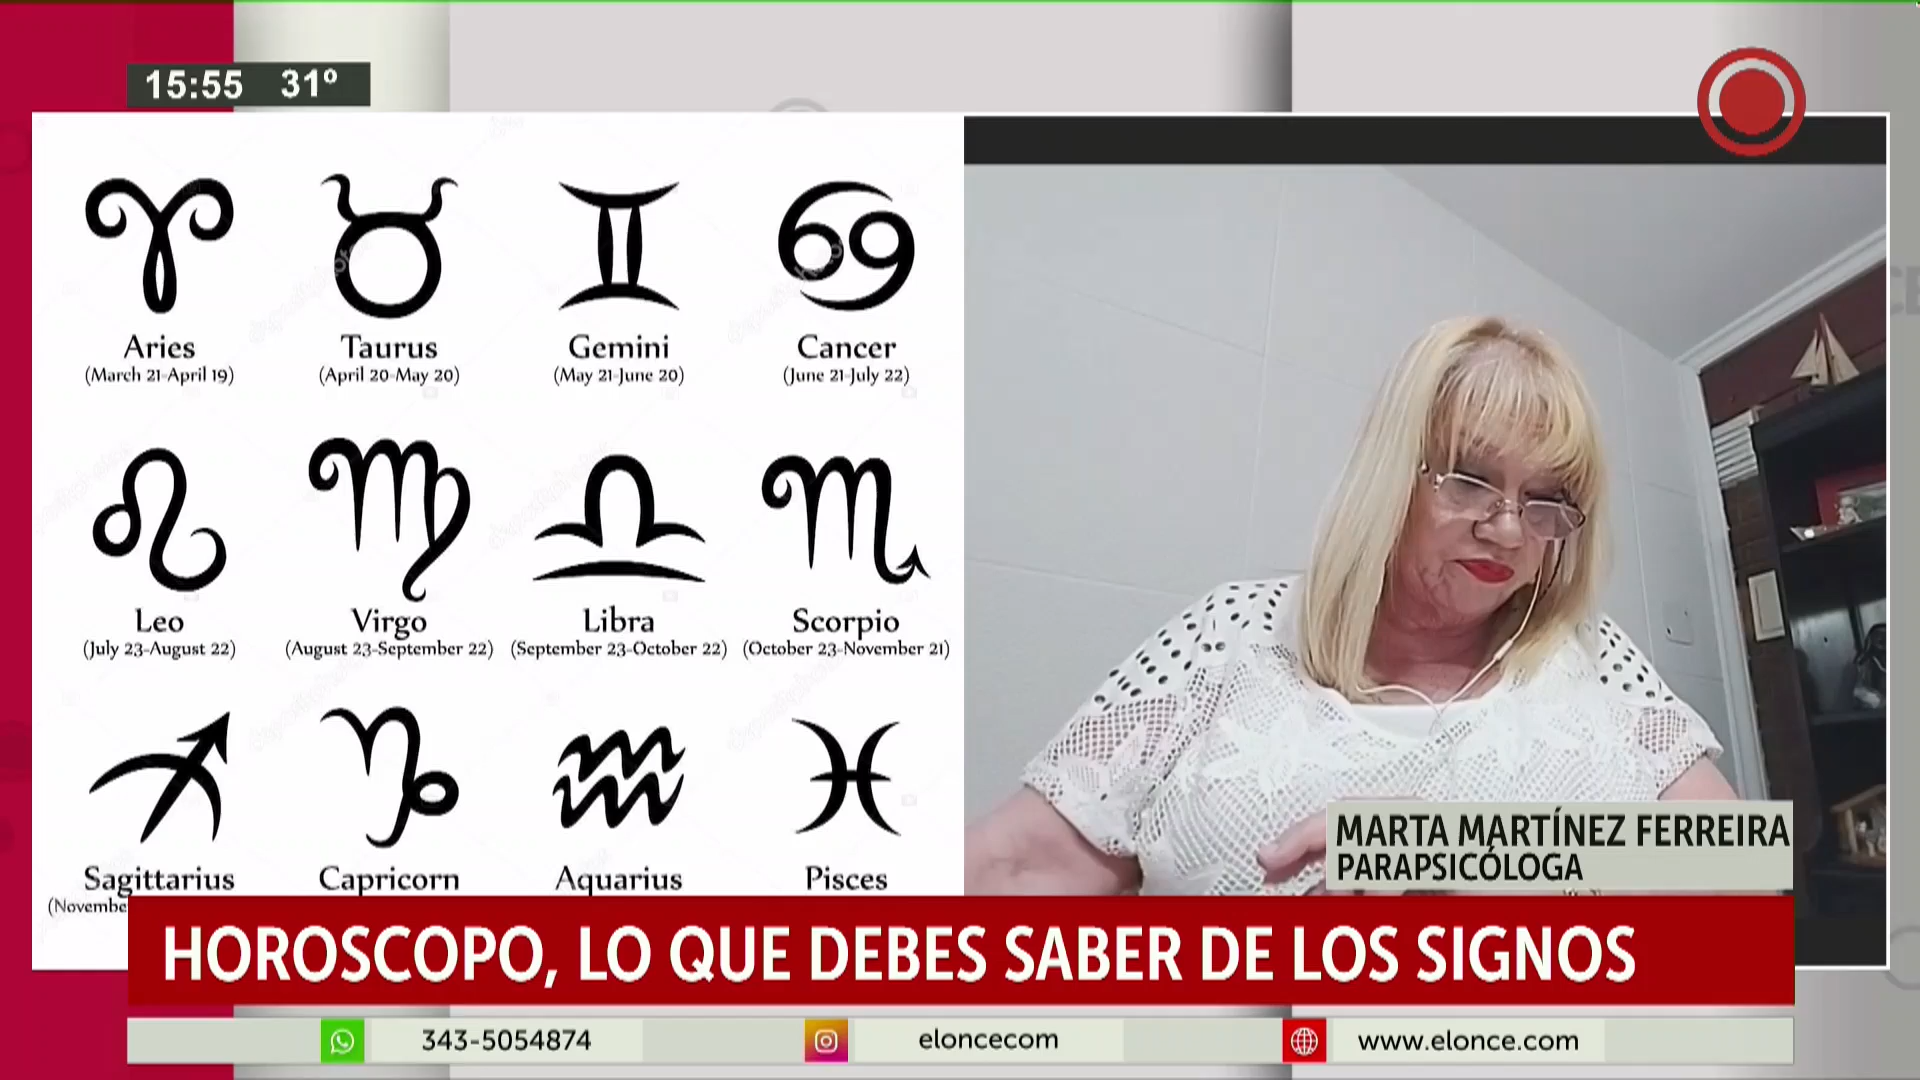 15:55 31º
Aries
(March 21-April 19)
Taurus
(April 20-May 20)
Gemini
(May 21-June 20)
Cancer
(June 21-July 22)
Leo
(July 23-August 22)
Virgo
(August 23-September 22)
Libra
(September 23-October 22)
Scorpio
(October 23-November 21)
Sagittarius
(Novembe
Capricorn
Aquarius
Pisces
MARTA MARTÍNEZ FERREIRA
PARAPSICÓLOGA
HOROSCOPO, LO QUE DEBES SABER DE LOS SIGNOS
343-5054874
eloncecom
www.elonce.com